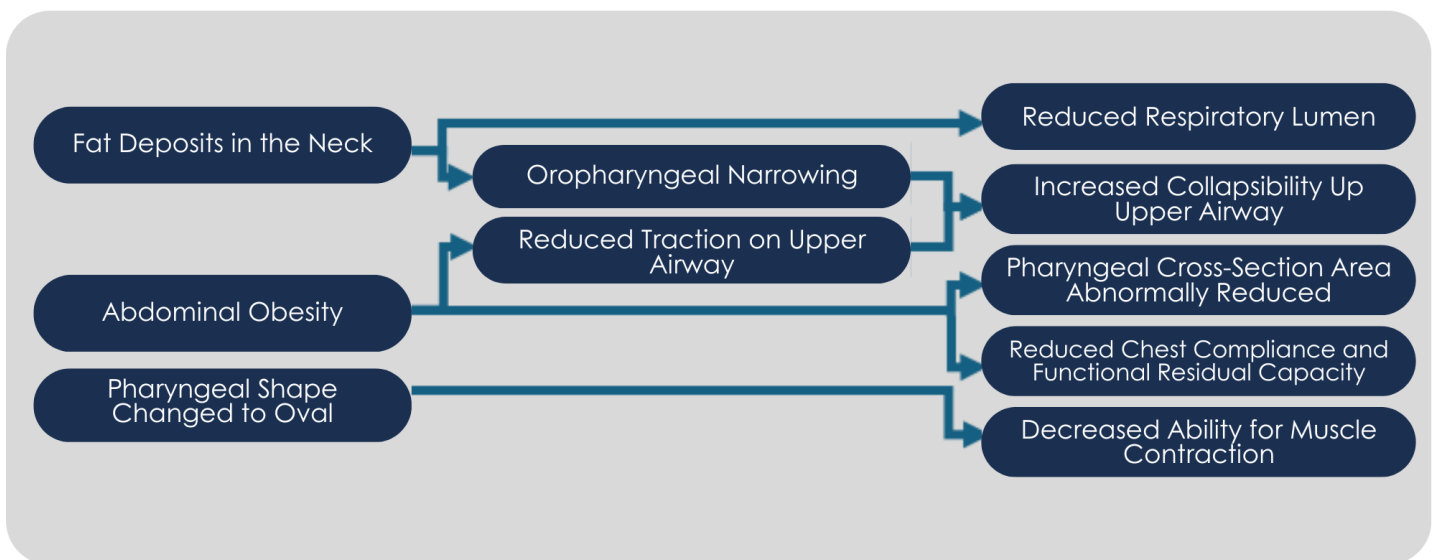 Fat Deposits in the Neck
Abdominal Obesity
Pharyngeal Shape
Changed to Oval
Oropharyngeal Narrowing
Reduced Traction on Upper
Airway
Reduced Respiratory Lumen
Increased Collapsibility Up
Upper Airway
Pharyngeal Cross-Section Area
Abnormally Reduced
Reduced Chest Compliance and
Functional Residual Capacity
Decreased Ability for Muscle
Contraction